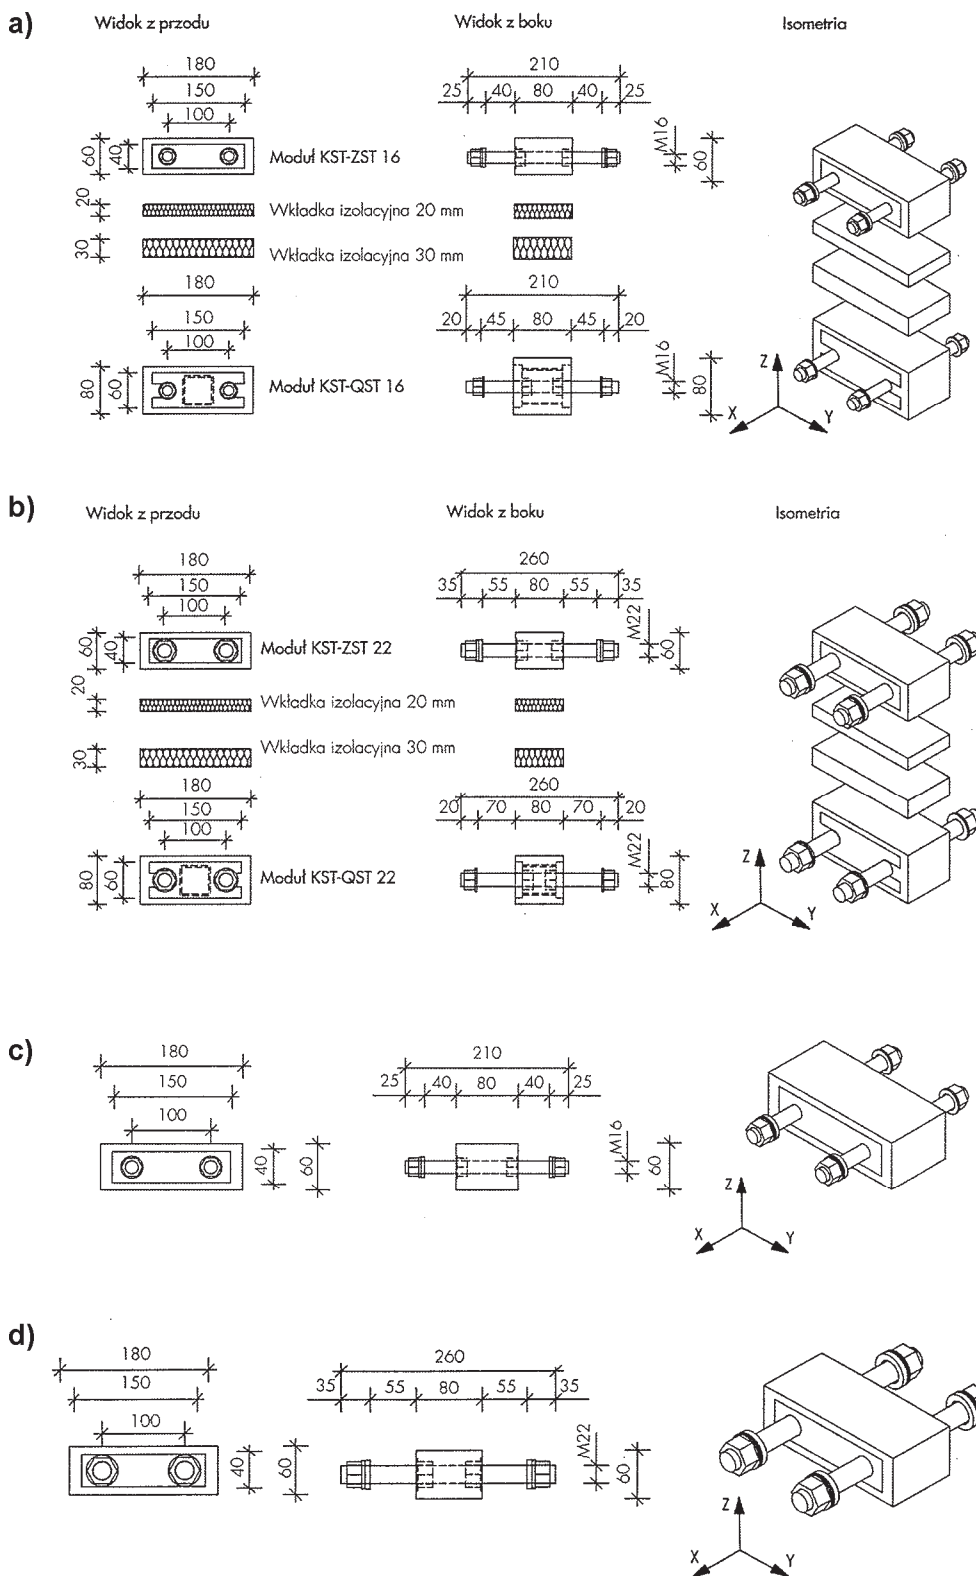 a)
Widok z przodu
Widok z boku
Isometria
180
150
100
60
40
Moduł KST-ZST 16
210
25
40
80
40
25
M16
60
20
Wkładka izolacyjna 20 mm
30
Wkładka izolacyjna 30 mm
180
150
100
80
60
Moduł KST-QST 16
210
20
45
80
45
20
M16
80
Z
X
Y
b)
Widok z przodu
Widok z boku
Isometria
180
150
100
60
40
Moduł KST-ZST 22
260
35
55
80
55
35
M22
60
20
Wkładka izolacyjna 20 mm
30
Wkładka izolacyjna 30 mm
180
150
100
80
60
Moduł KST-QST 22
260
20
70
80
70
20
M22
80
Z
X
Y
c)
180
150
100
40
60
210
25
40
80
40
25
M16
60
Z
X
Y
d)
180
150
100
40
60
260
35
55
80
55
35
M22
60
Z
X
Y